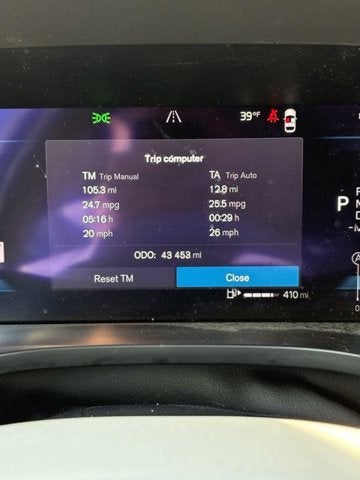 39°F
Trip computer
TM Trip Manual TA Trip Auto
105.3 mi 12.8 mi
24.7 mpg 25.5 mpg
05:16 h 00:29 h
20 mph 26 mph
ODO: 43 453 mi
Reset TM Close
P
410 mi